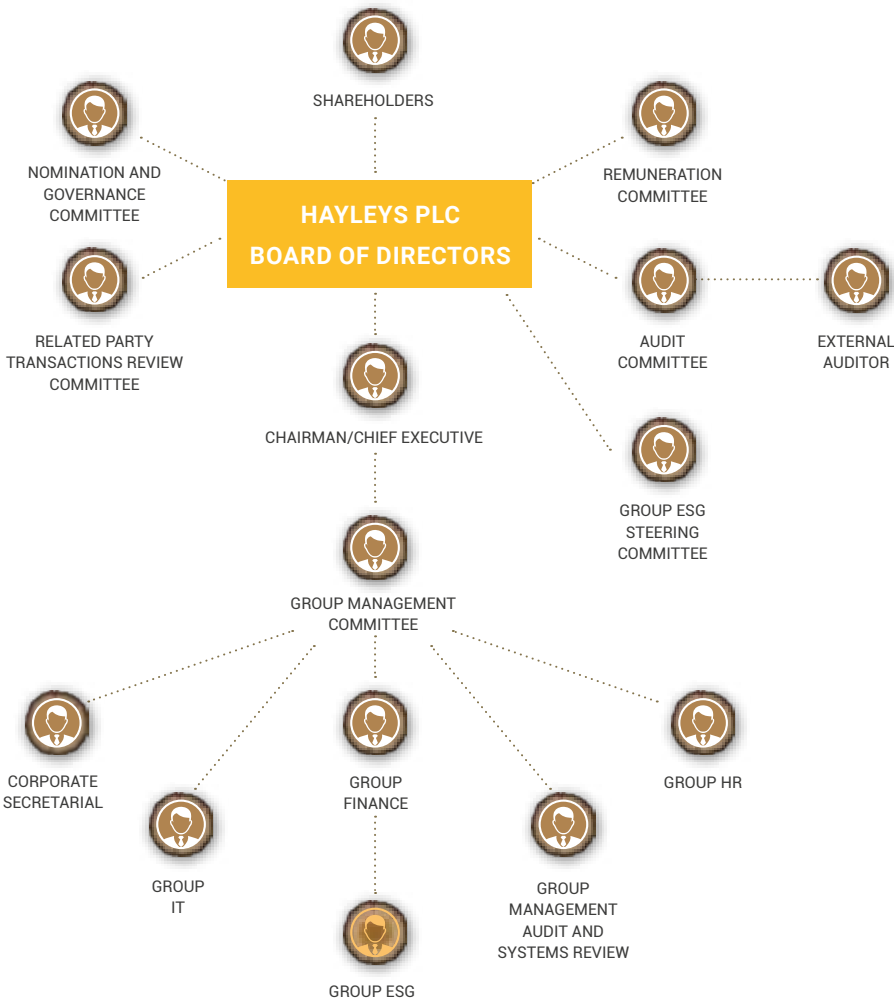 SHAREHOLDERS
NOMINATION AND
GOVERNANCE
COMMITTEE
REMUNERATION
COMMITTEE
HAYLEYS PLC
BOARD OF DIRECTORS
RELATED PARTY
TRANSACTIONS REVIEW
COMMITTEE
AUDIT
COMMITTEE
EXTERNAL
AUDITOR
CHAIRMAN/CHIEF EXECUTIVE
GROUP ESG
STEERING
COMMITTEE
GROUP MANAGEMENT
COMMITTEE
CORPORATE
SECRETARIAL
GROUP
IT
GROUP
FINANCE
GROUP
MANAGEMENT
AUDIT AND
SYSTEMS REVIEW
GROUP HR
GROUP ESG